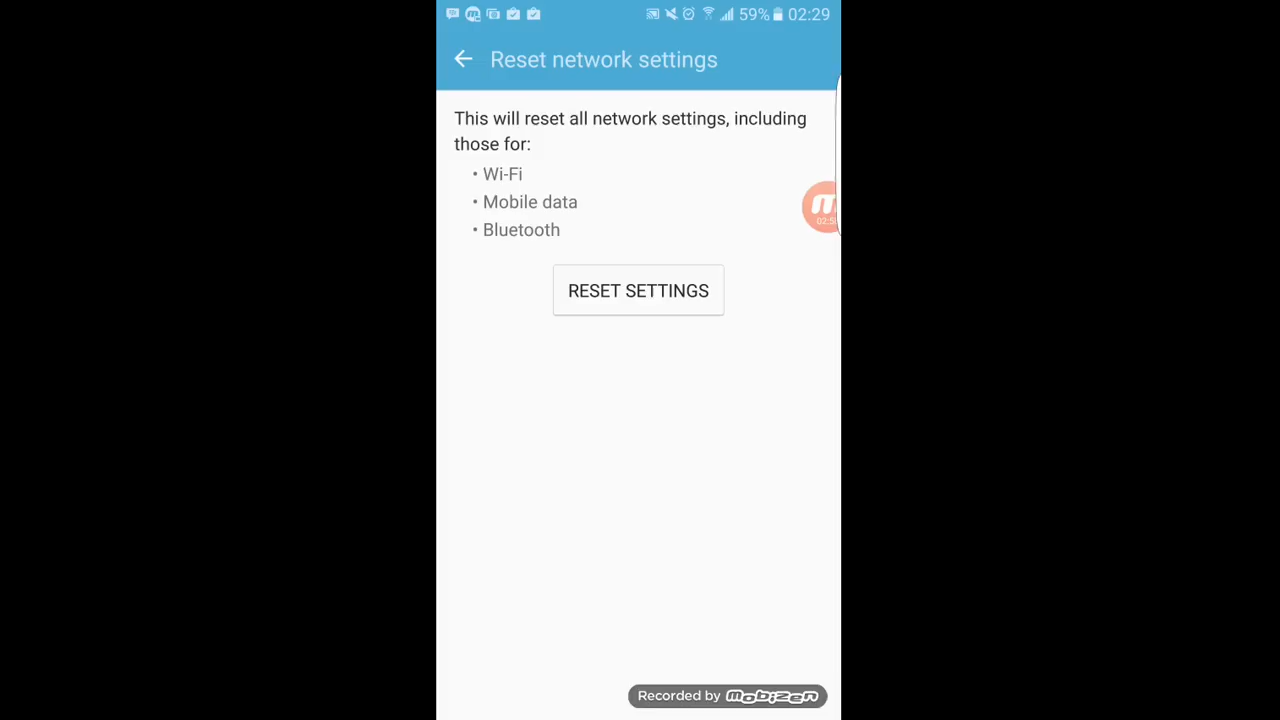 59% 02:29
Reset network settings
This will reset all network settings, including
those for:
• Wi-Fi
• Mobile data
• Bluetooth
RESET SETTINGS
Recorded by mobizen